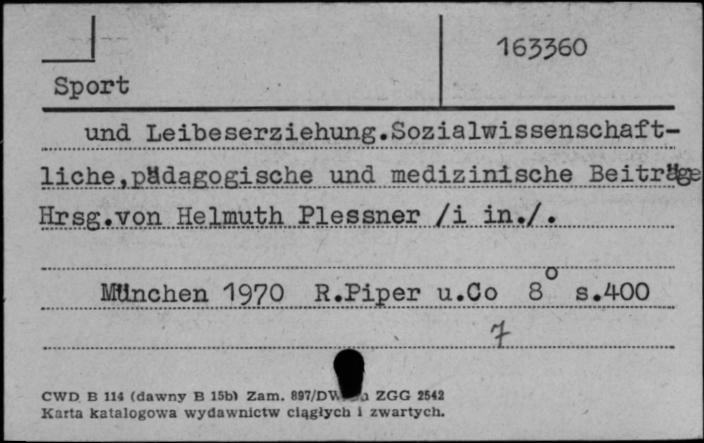 163360
Sport
und Leibeserziehung.Sozialwissenschaft-
liche,pädagogische und medizinische Beiträge
Hrsg.von Helmuth Plessner /i in./.
München 1970 R.Piper u.Co 8° s.400
7
CWD B 114 (dawny B 15b) Zam. 897/DW ZGG 2542
Karta katalogowa wydawnictw ciągłych i zwartych.